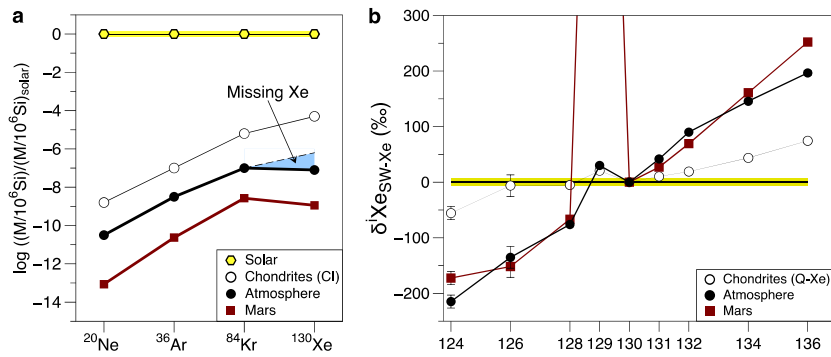 a
0
−2
−4
−6
−8
−10
−12
−14
log ((M/10⁶Si)/(M/10⁶Si)solar)
Missing Xe
Solar
Chondrites (CI)
Atmosphere
Mars
²⁰Ne
³⁶Ar
⁸⁴Kr
¹³⁰Xe
b
300
200
100
0
−100
−200
δⁱXeSW-Xe (‰)
Chondrites (Q-Xe)
Atmosphere
Mars
124
126
128
129
130
131
132
134
136